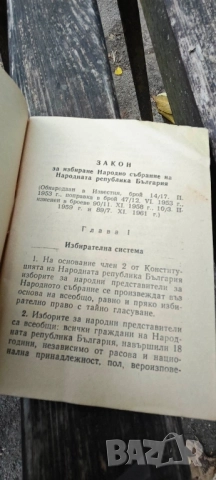 ЗАКОН
за избиране Народно събрание на
Народната република България
(Обнародван в Известия, брой 14/17. II.
1953 г., поправка в брой 47/12. VI. 1953 г.,
изменен в броеве 90/11. XI. 1958 г., 10/3. II.
1959 г. и 89/7. XI. 1961 г.)
Глава I
Избирателна система
1. На основание член 2 от Конститу-
цията на Народната република България
изборите за народни представители за
Народното събрание се произвеждат въз
основа на всеобщо, равно и пряко избı-
рателно право с тайно гласуване.
2. Изборите за народни представители
са всеобщи: всички граждани на Народ-
ната република България, навършили 18
години, независимо от расова и нацио-
нална принадлежност, пол, вероизпове-
BAZAR.BG